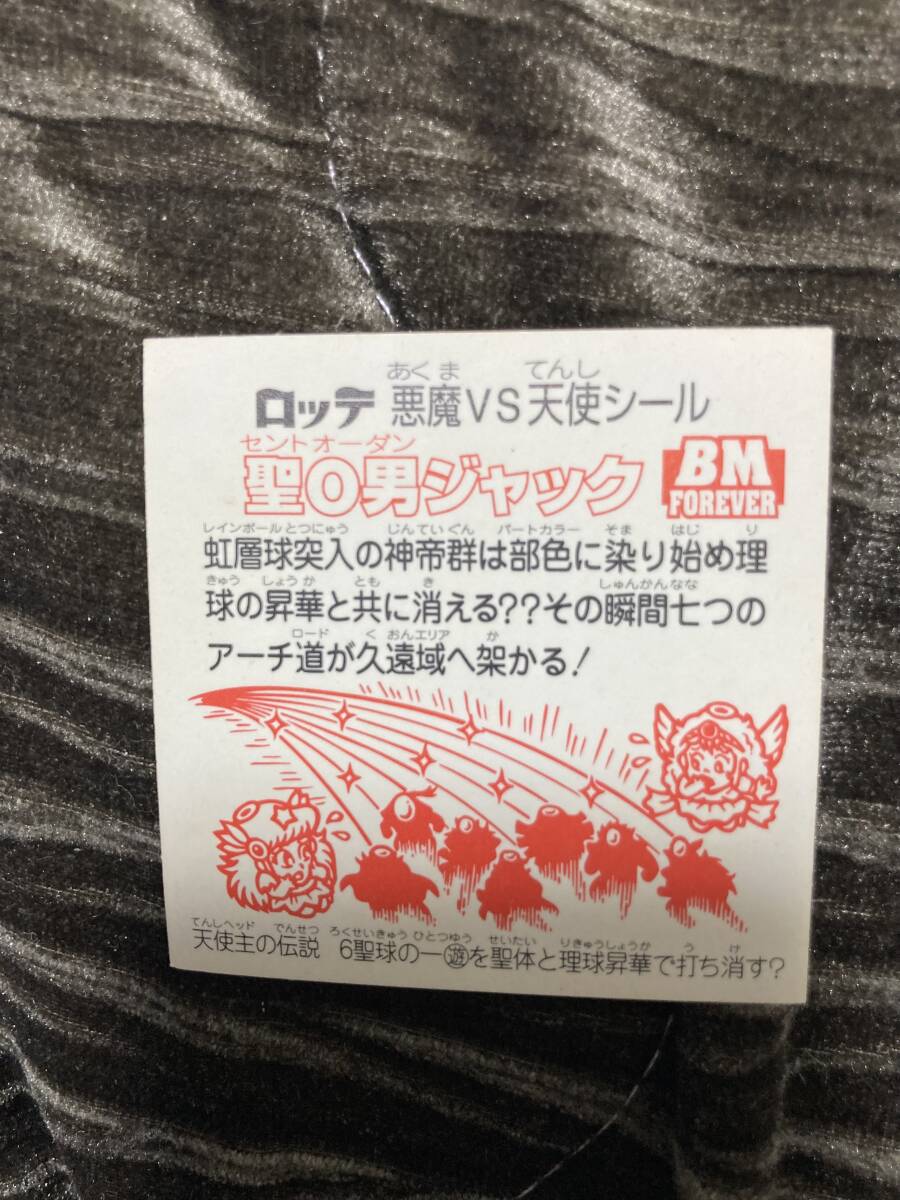 あくま てんし
ロッテ 悪魔VS天使シール
セントオーダン
聖O男ジャック BM FOREVER
レインボールとつにゅう じんていぐん パートカラー そま はじ り
虹層球突入の神帝群は部色に染り始め理
きゅう しょうか とも き しゅんかんなな
球の昇華と共に消える??その瞬間七つの
ロード くおんエリア か
アーチ道が久遠域へ架かる!
てんしヘッド でんせつ ろくせいきゅう ひとつゆう せいたい りきゅうしょうか う け
天使主の伝説 6聖球の一遊を聖体と理球昇華で打ち消す?